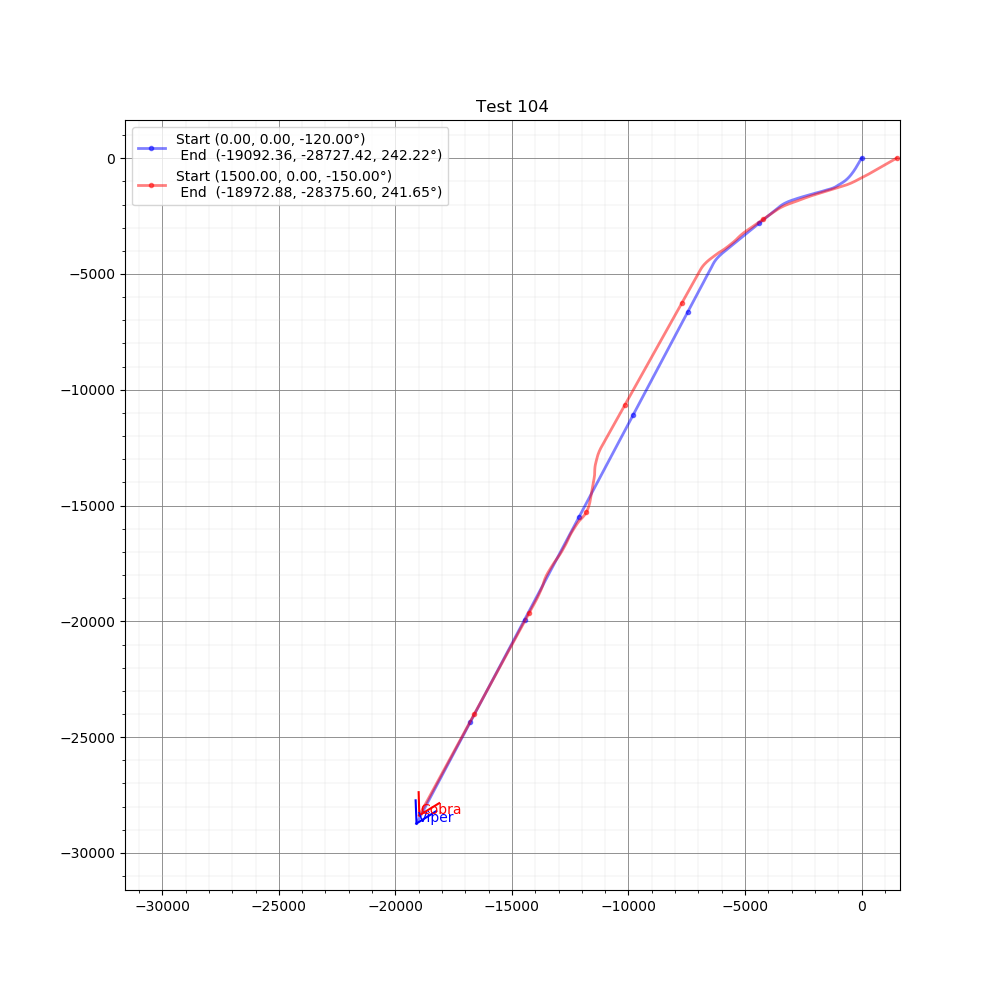 Test 104
Start (0.00, 0.00, -120.00°)
End (-19092.36, -28727.42, 242.22°)
Start (1500.00, 0.00, -150.00°)
End (-18972.88, -28375.60, 241.65°)
0
−5000
−10000
−15000
−20000
−25000
−30000
Cobra
Viper
−30000 −25000 −20000 −15000 −10000 −5000 0